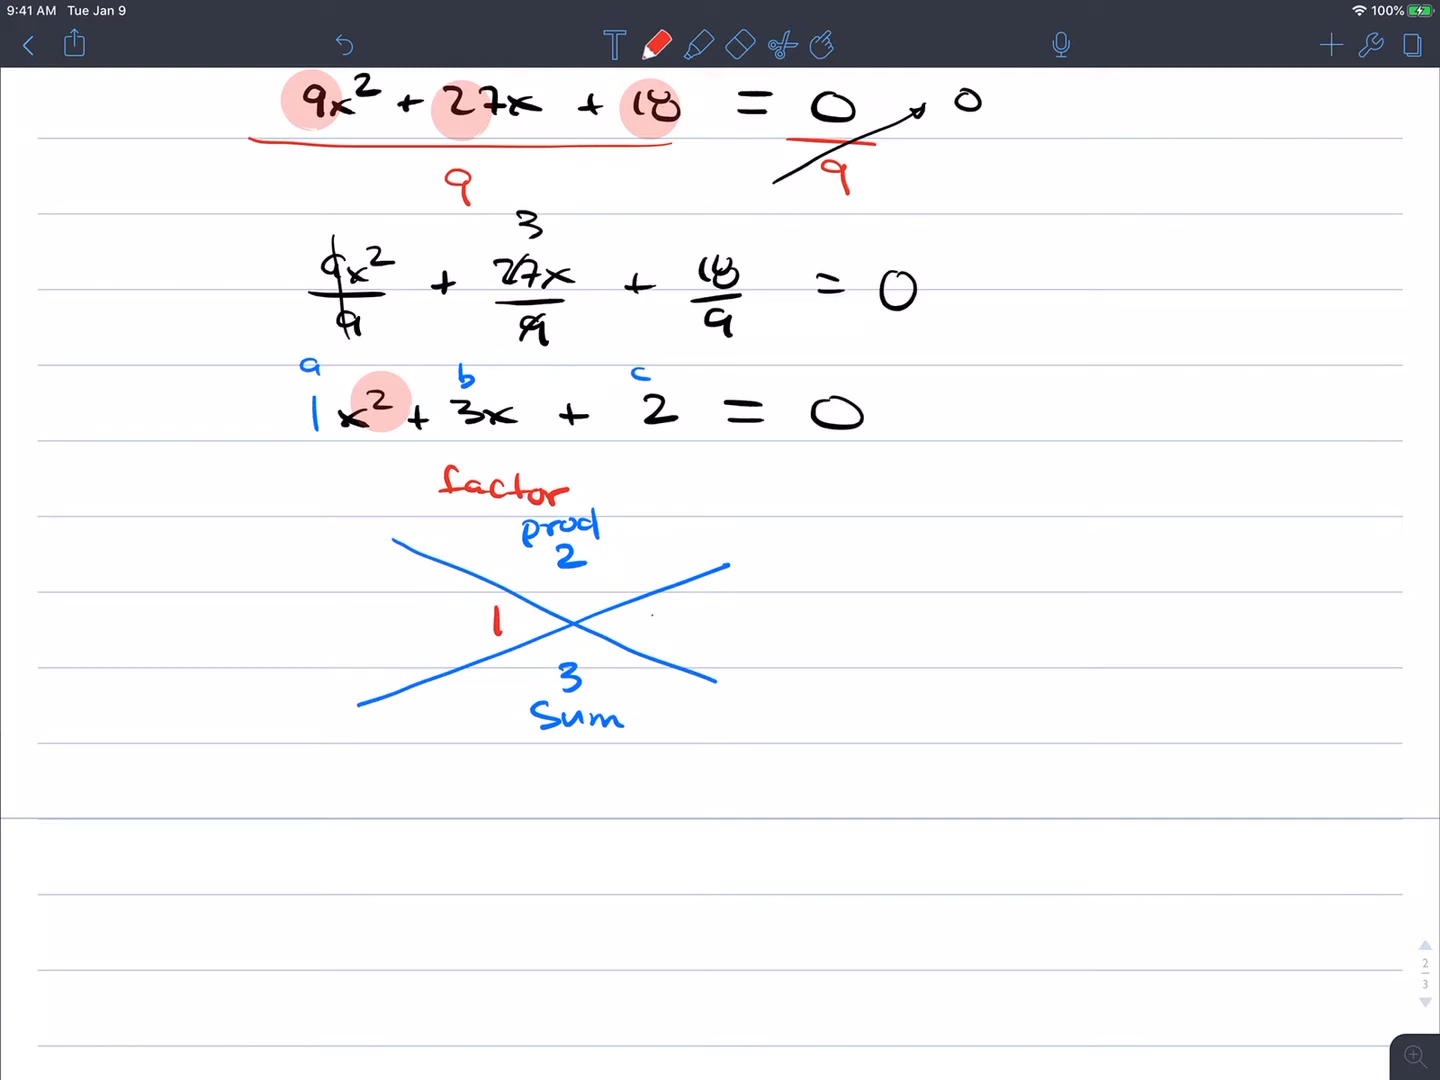 9:41 AM Tue Jan 9 100%
9x² + 27x + 18 = 0 0
9 9
3
9x² + 27x + 18 = 0
9 9 9
a b c
1x² + 3x + 2 = 0
factor
prod
2
1
3
Sum
2
3